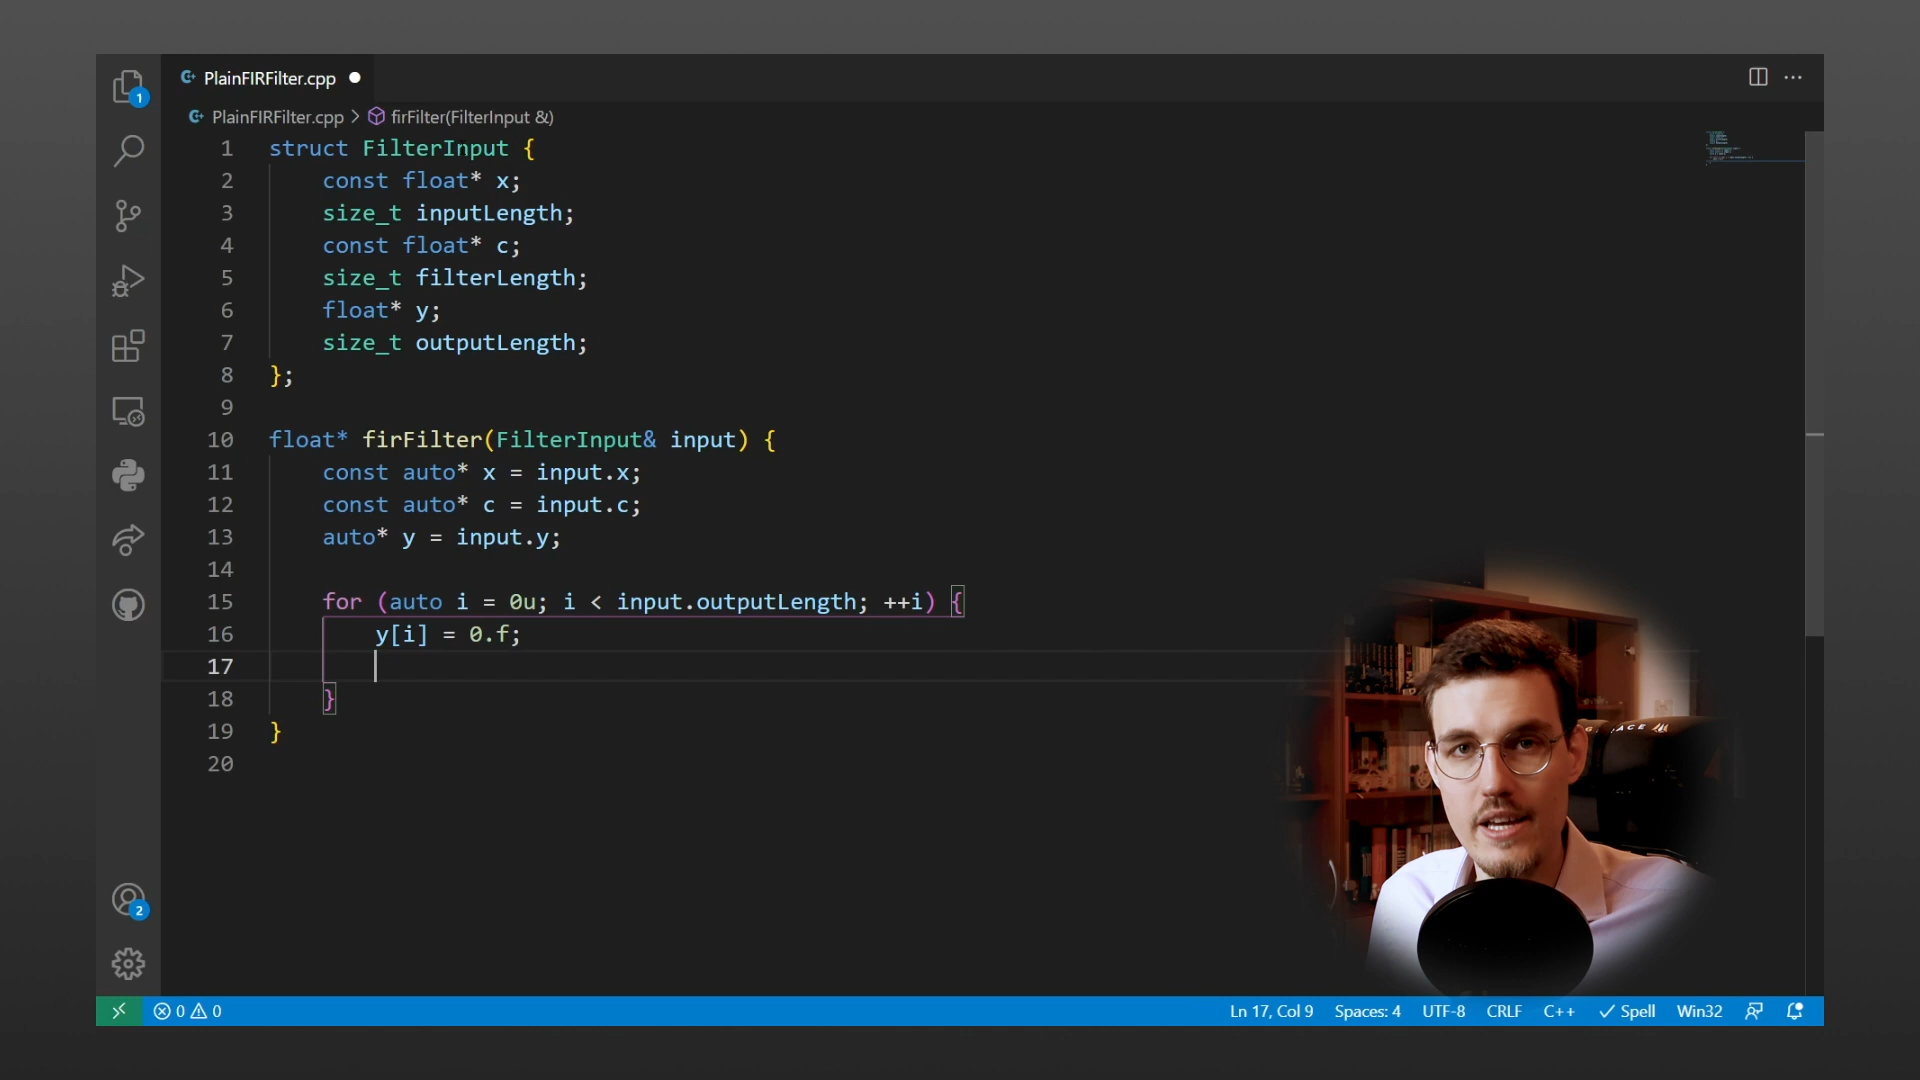 PlainFIRFilter.cpp
PlainFIRFilter.cpp > firFilter(FilterInput &)
1 struct FilterInput {
2 const float* x;
3 size_t inputLength;
4 const float* c;
5 size_t filterLength;
6 float* y;
7 size_t outputLength;
8 };
9
10 float* firFilter(FilterInput& input) {
11 const auto* x = input.x;
12 const auto* c = input.c;
13 auto* y = input.y;
14
15 for (auto i = 0u; i < input.outputLength; ++i) {
16 y[i] = 0.f;
17
18 }
19 }
20
1
2
0 0 Ln 17, Col 9 Spaces: 4 UTF-8 CRLF C++ Spell Win32